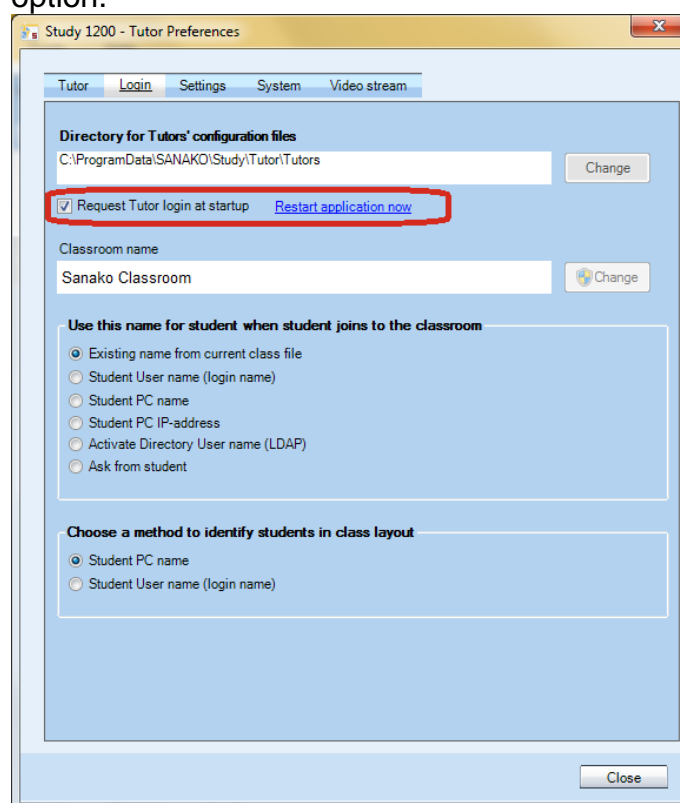 option.
Study 1200 - Tutor Preferences
Tutor Login Settings System Video stream
Directory for Tutors' configuration files
C:\ProgramData\SANAKO\Study\Tutor\Tutors
Change
Request Tutor login at startup Restart application now
Classroom name
Sanako Classroom
Change
Use this name for student when student joins to the classroom
Existing name from current class file
Student User name (login name)
Student PC name
Student PC IP-address
Activate Directory User name (LDAP)
Ask from student
Choose a method to identify students in class layout
Student PC name
Student User name (login name)
Close